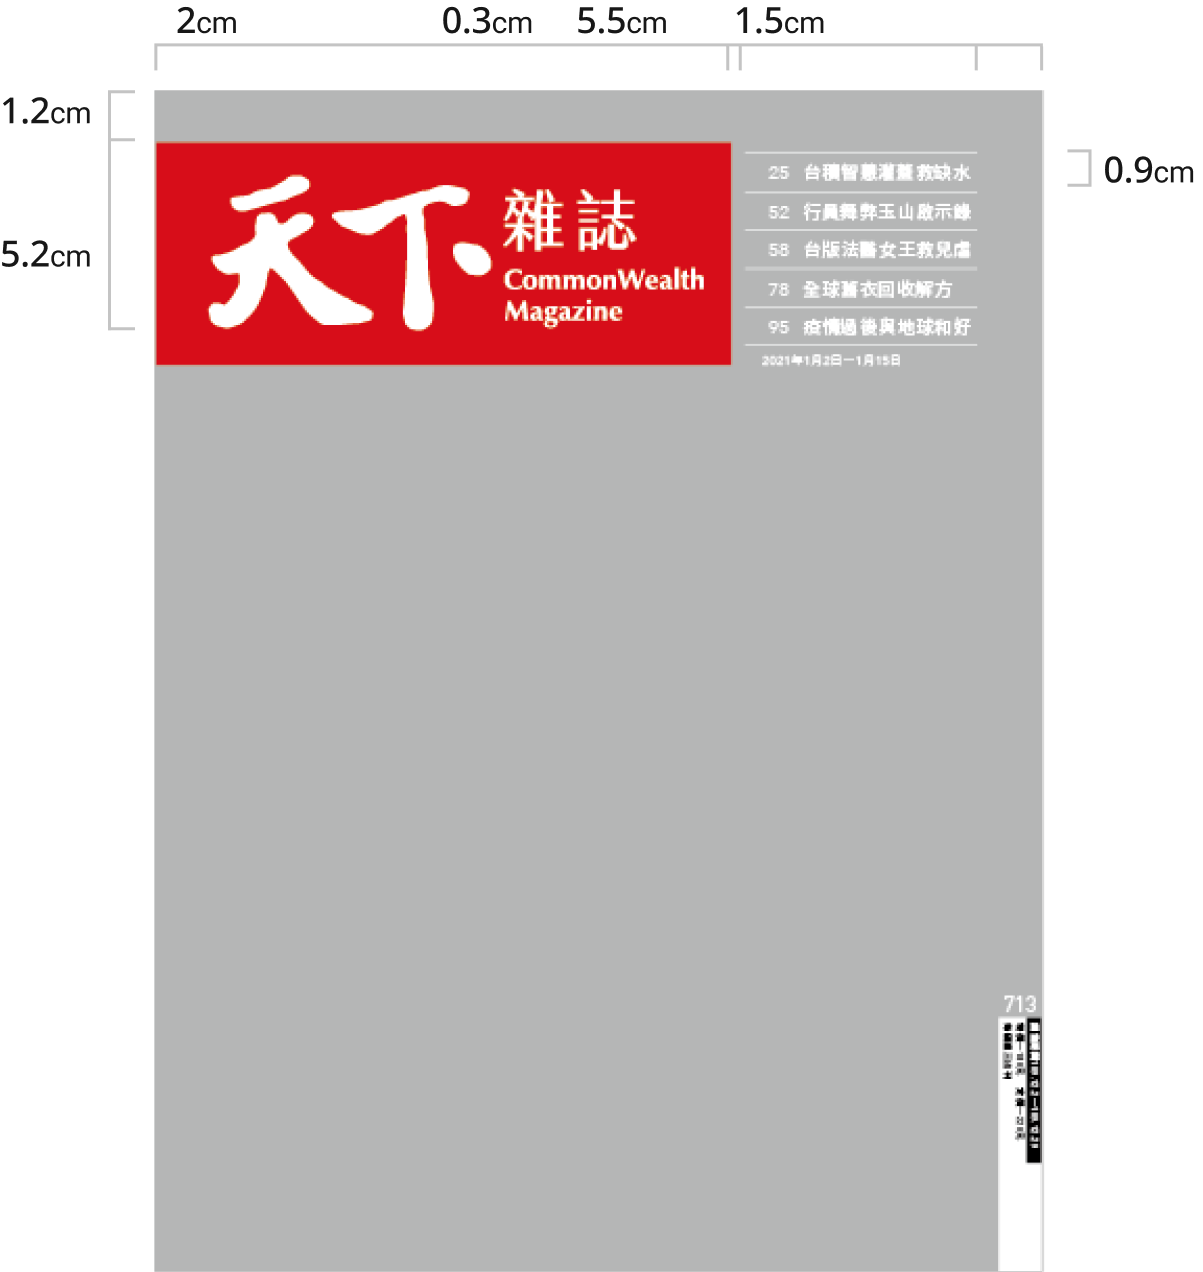 2cm 0.3cm 5.5cm 1.5cm
1.2cm
5.2cm
0.9cm
天下雜誌
CommonWealth
Magazine
25 台積智慧灌溉救缺水
52 行員舞弊玉山啟示錄
58 台版法醫女王救兒虐
78 全球舊衣回收解方
95 疫情過後與地球和好
2021年1月2日—1月15日
713